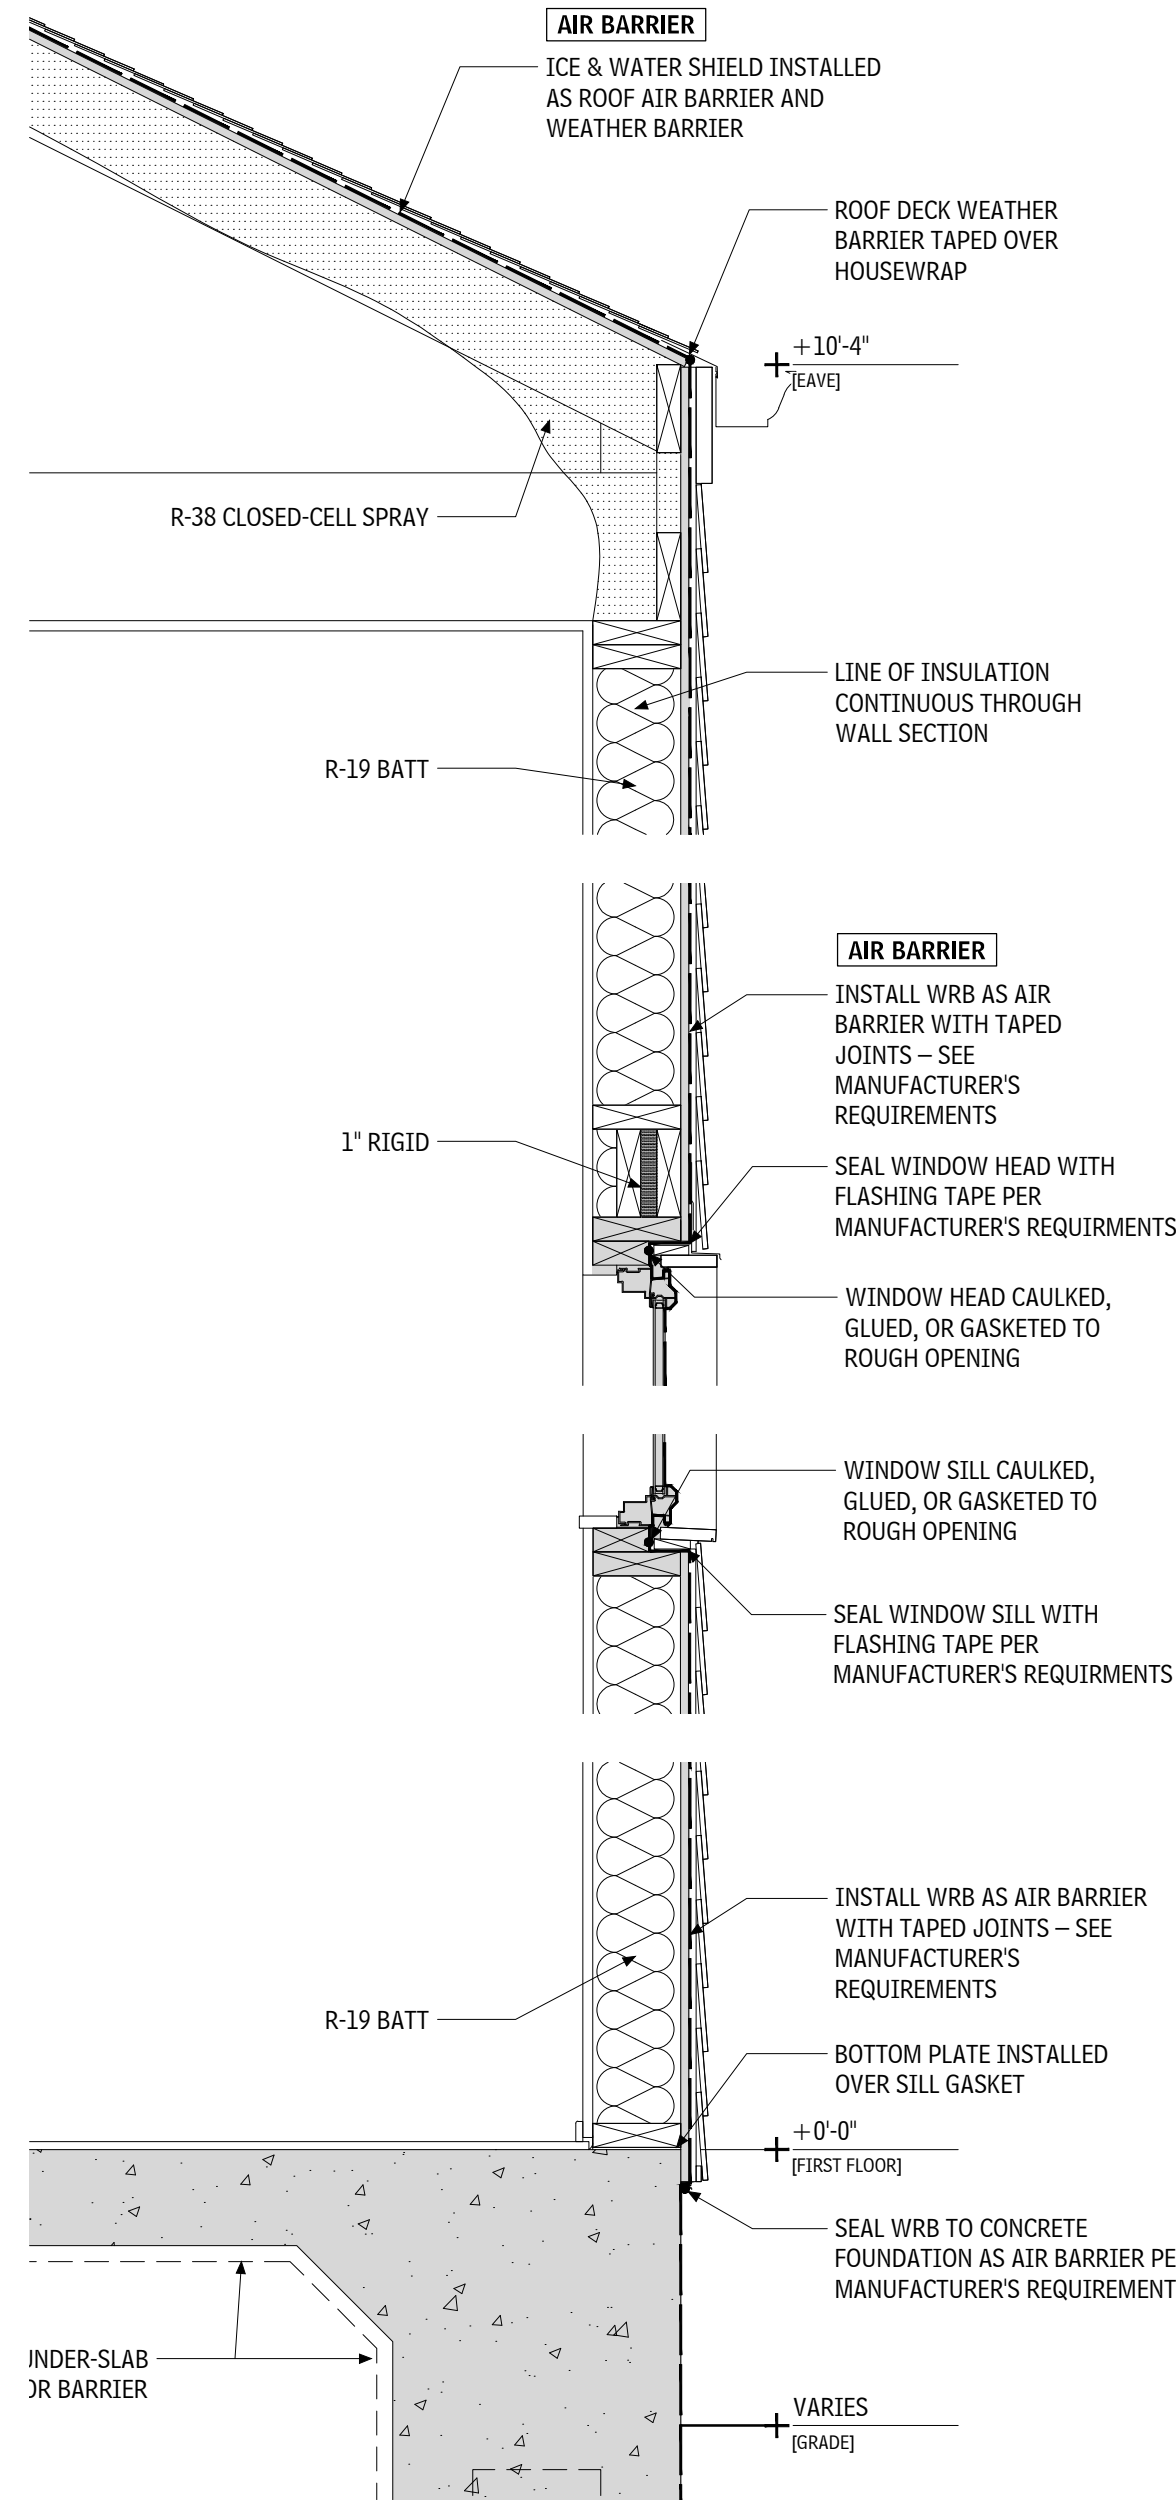 AIR BARRIER
ICE & WATER SHIELD INSTALLED
AS ROOF AIR BARRIER AND
WEATHER BARRIER
ROOF DECK WEATHER
BARRIER TAPED OVER
HOUSEWRAP
+10'-4"
[EAVE]
R-38 CLOSED-CELL SPRAY
LINE OF INSULATION
CONTINUOUS THROUGH
WALL SECTION
R-19 BATT
AIR BARRIER
INSTALL WRB AS AIR
BARRIER WITH TAPED
JOINTS – SEE
MANUFACTURER'S
REQUIREMENTS
1" RIGID
SEAL WINDOW HEAD WITH
FLASHING TAPE PER
MANUFACTURER'S REQUIRMENTS
WINDOW HEAD CAULKED,
GLUED, OR GASKETED TO
ROUGH OPENING
WINDOW SILL CAULKED,
GLUED, OR GASKETED TO
ROUGH OPENING
SEAL WINDOW SILL WITH
FLASHING TAPE PER
MANUFACTURER'S REQUIRMENTS
INSTALL WRB AS AIR BARRIER
WITH TAPED JOINTS – SEE
MANUFACTURER'S
REQUIREMENTS
R-19 BATT
BOTTOM PLATE INSTALLED
OVER SILL GASKET
+0'-0"
[FIRST FLOOR]
SEAL WRB TO CONCRETE
FOUNDATION AS AIR BARRIER PE
MANUFACTURER'S REQUIREMENT
UNDER-SLAB
OR BARRIER
VARIES
[GRADE]